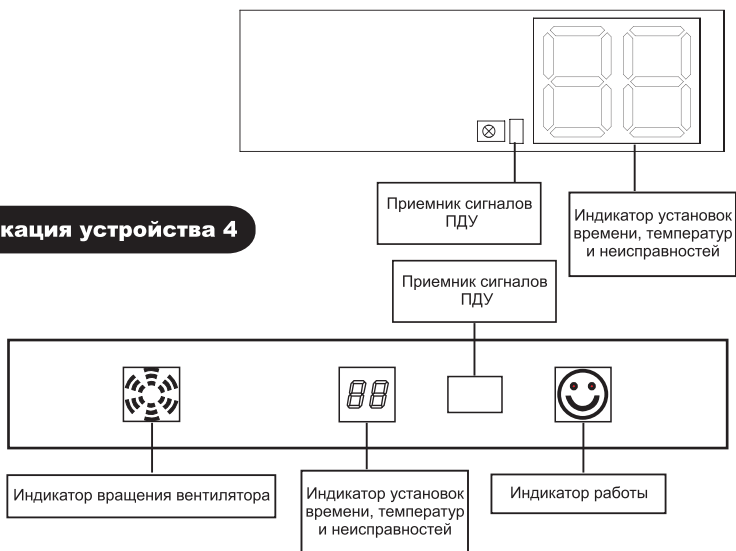 Приемник сигналов
ПДУ
Индикатор установок
времени, температур
и неисправностей
кация устройства 4
Приемник сигналов
ПДУ
88
Индикатор вращения вентилятора
Индикатор установок
времени, температур
и неисправностей
Индикатор работы